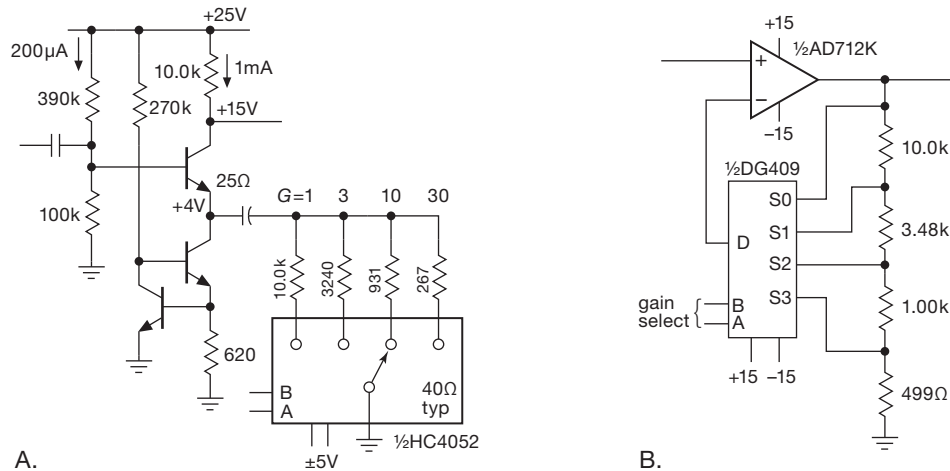 +25V
200µA
10.0k
1mA
390k
270k
+15V
25Ω
100k
+4V
G=1 3 10 30
10.0k
3240
931
267
620
B
A
40Ω
typ
½HC4052
±5V
A.
+15
½AD712K
+
−
−15
10.0k
½DG409
S0
S1
3.48k
D
S2
S3
1.00k
gain
select
B
A
+15 −15
499Ω
B.